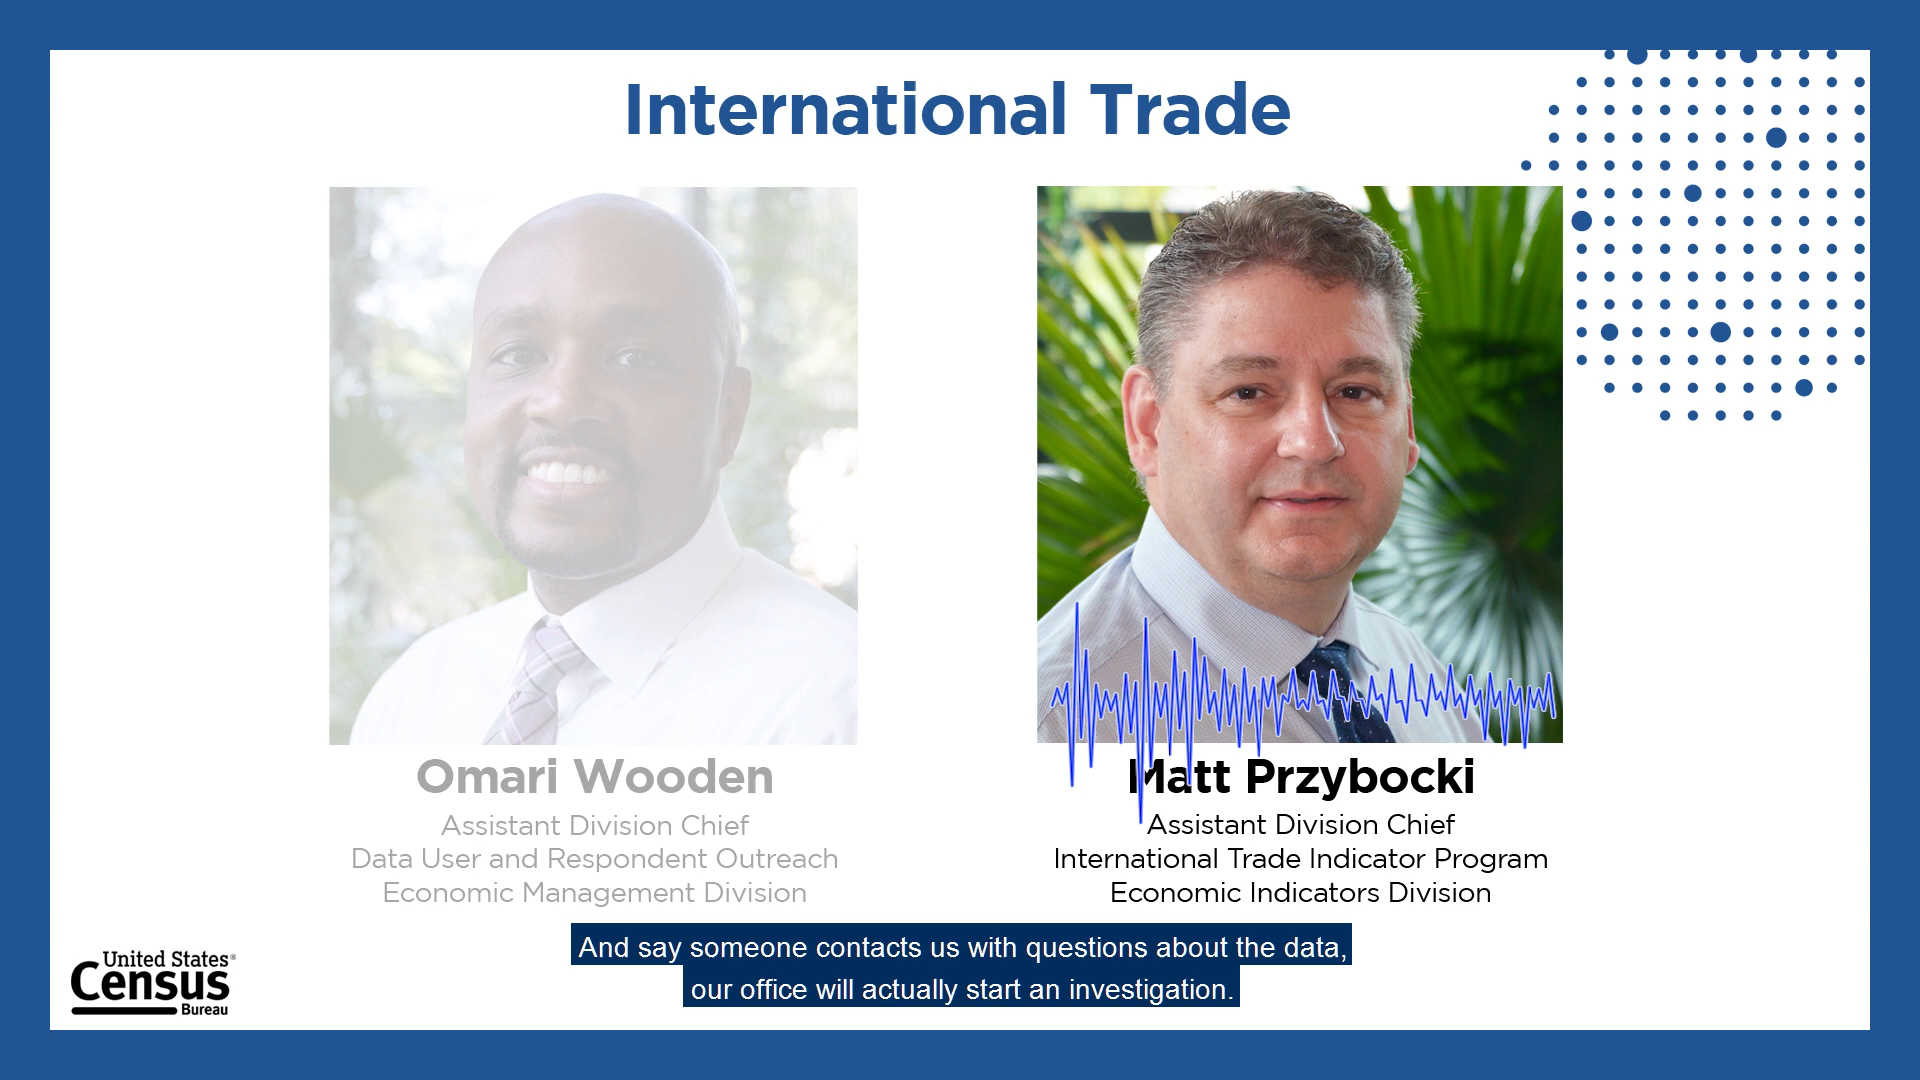 International Trade
Omari Wooden
Assistant Division Chief
Data User and Respondent Outreach
Economic Management Division
Matt Przybocki
Assistant Division Chief
International Trade Indicator Program
Economic Indicators Division
And say someone contacts us with questions about the data,
our office will actually start an investigation.
United States®
Census
Bureau